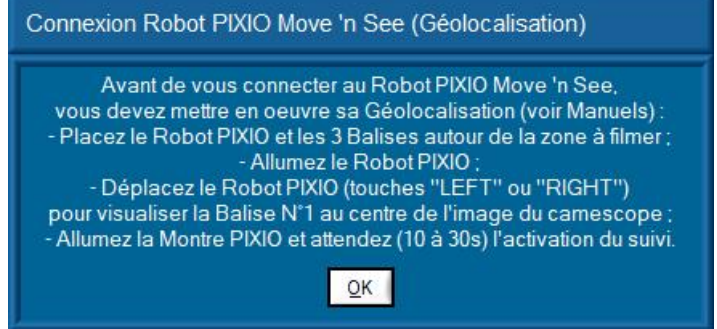 Connexion Robot PIXIO Move 'n See (Géolocalisation)
Avant de vous connecter au Robot PIXIO Move 'n See,
vous devez mettre en oeuvre sa Géolocalisation (voir Manuels) :
- Placez le Robot PIXIO et les 3 Balises autour de la zone à filmer ;
- Allumez le Robot PIXIO ;
- Déplacez le Robot PIXIO (touches "LEFT" ou "RIGHT")
pour visualiser la Balise N°1 au centre de l'image du camescope ;
- Allumez la Montre PIXIO et attendez (10 à 30s) l'activation du suivi.
OK